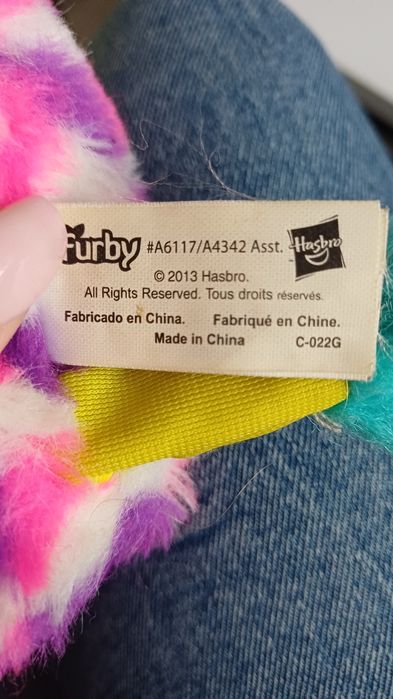 Furby #A6117/A4342 Asst. Hasbro
© 2013 Hasbro.
All Rights Reserved. Tous droits réservés.
Fabricado en China. Fabriqué en Chine.
Made in China C-022G